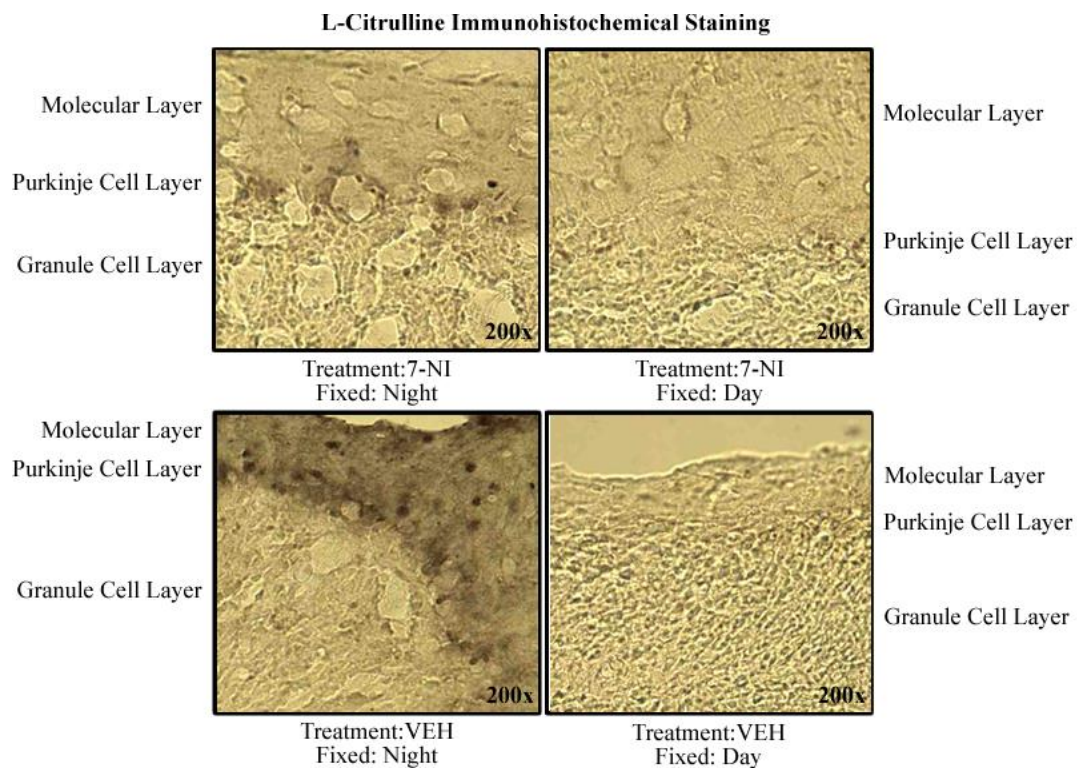 L-Citrulline Immunohistochemical Staining
Molecular Layer
Purkinje Cell Layer
Granule Cell Layer
200x
Treatment:7-NI
Fixed: Night
Molecular Layer
Purkinje Cell Layer
Granule Cell Layer
200x
Treatment:7-NI
Fixed: Day
Molecular Layer
Purkinje Cell Layer
Granule Cell Layer
200x
Treatment:VEH
Fixed: Night
Molecular Layer
Purkinje Cell Layer
Granule Cell Layer
200x
Treatment:VEH
Fixed: Day